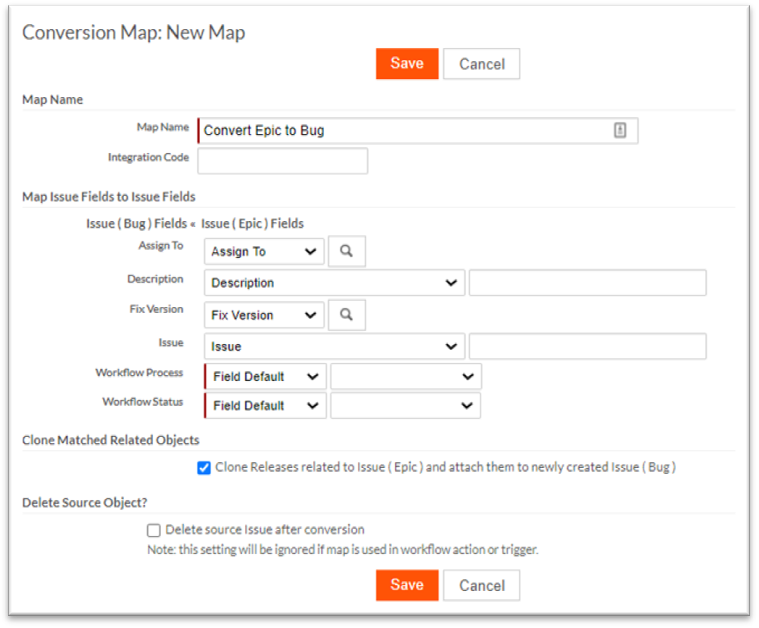 Conversion Map: New Map
Save Cancel
Map Name
Map Name Convert Epic to Bug
Integration Code
Map Issue Fields to Issue Fields
Issue ( Bug ) Fields « Issue ( Epic ) Fields
Assign To Assign To
Description Description
Fix Version Fix Version
Issue Issue
Workflow Process Field Default
Workflow Status Field Default
Clone Matched Related Objects
Clone Releases related to Issue ( Epic ) and attach them to newly created Issue ( Bug )
Delete Source Object?
Delete source Issue after conversion
Note: this setting will be ignored if map is used in workflow action or trigger.
Save Cancel